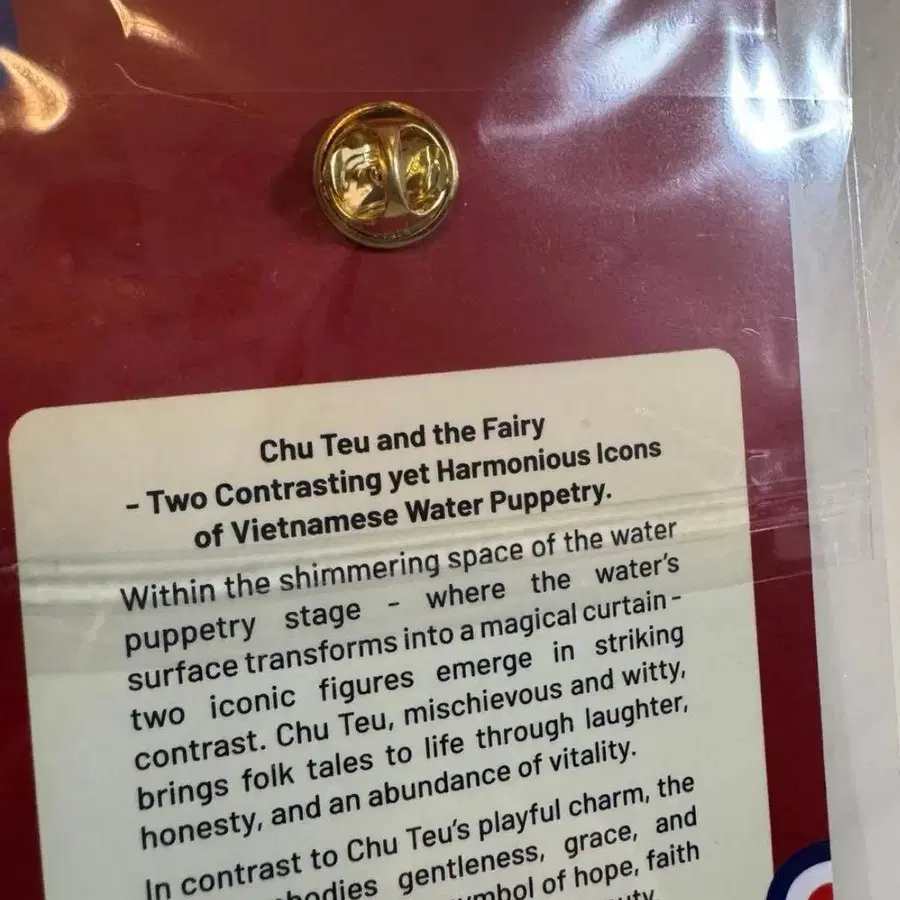 Chu Teu and the Fairy
– Two Contrasting yet Harmonious Icons
of Vietnamese Water Puppetry.
Within the shimmering space of the water
puppetry stage – where the water's
surface transforms into a magical curtain –
two iconic figures emerge in striking
contrast. Chu Teu, mischievous and witty,
brings folk tales to life through laughter,
honesty, and an abundance of vitality.
In contrast to Chu Teu's playful charm, the
gentleness, grace, and
of hope, faith